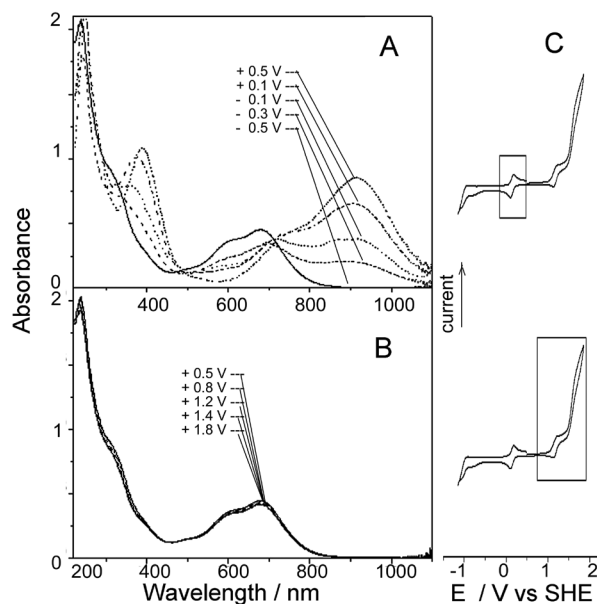 2
A
C
+ 0.5 V
+ 0.1 V
- 0.1 V
- 0.3 V
- 0.5 V
1
0
400 600 800 1000
Absorbance
current
2
B
+ 0.5 V
+ 0.8 V
+ 1.2 V
+ 1.4 V
+ 1.8 V
1
0
200 400 600 800 1000
Wavelength / nm
-1 0 1 2
E / V vs SHE